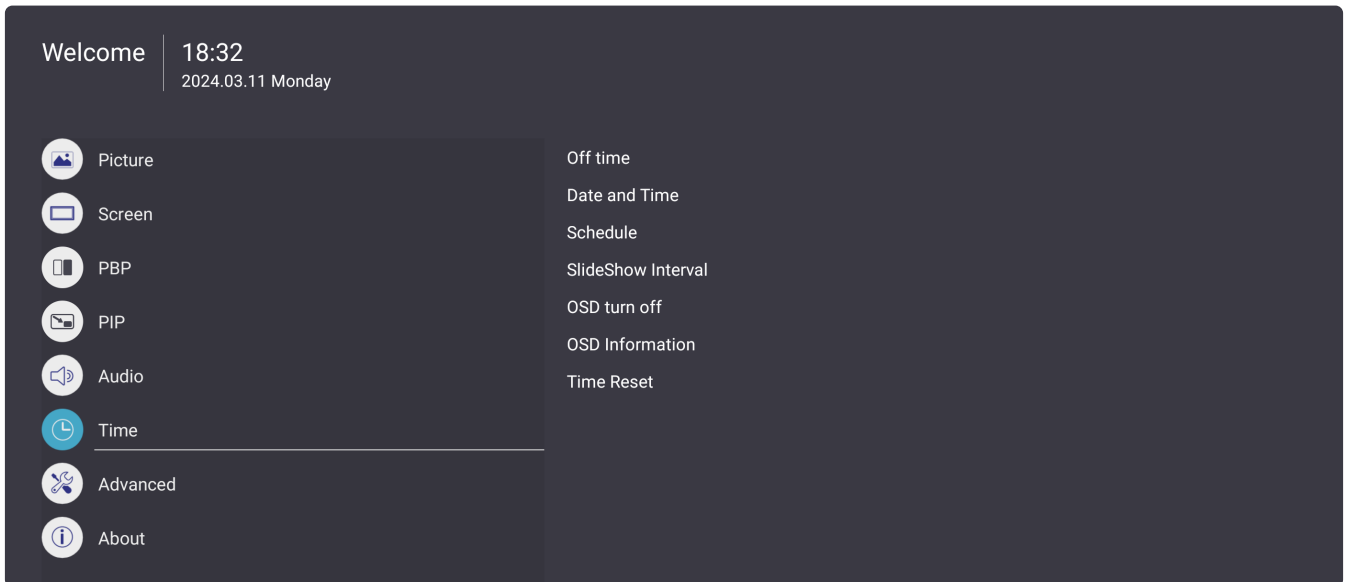 Welcome
18:32
2024.03.11 Monday
Picture
Screen
PBP
PIP
Audio
Time
Advanced
About
Off time
Date and Time
Schedule
SlideShow Interval
OSD turn off
OSD Information
Time Reset